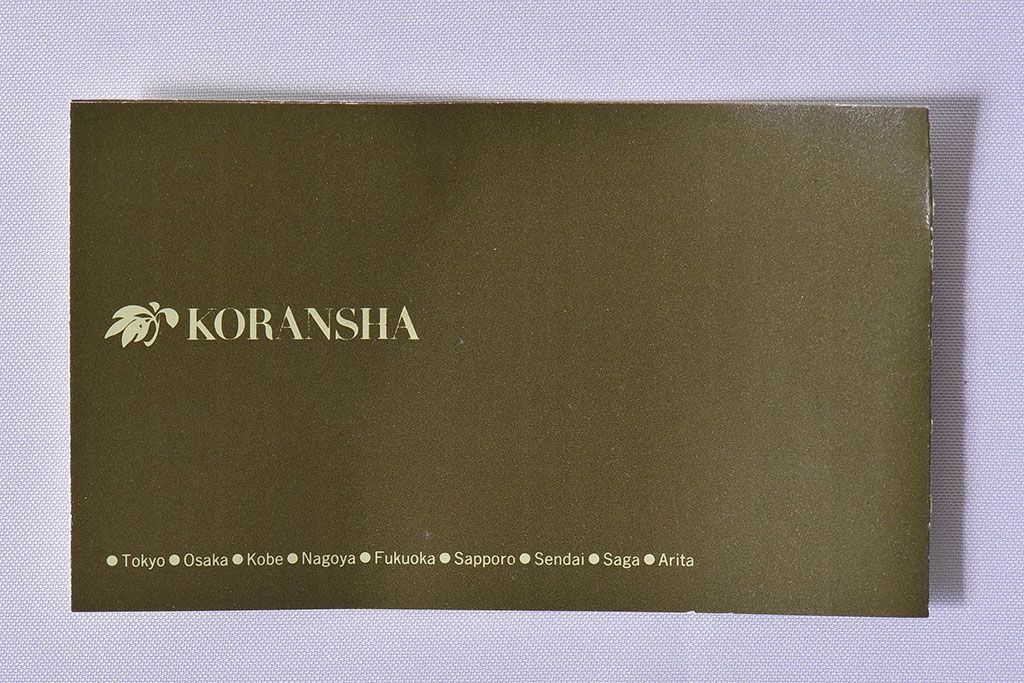 KORANSHA
●Tokyo ●Osaka ●Kobe ●Nagoya ●Fukuoka ●Sapporo ●Sendai ●Saga ●Arita